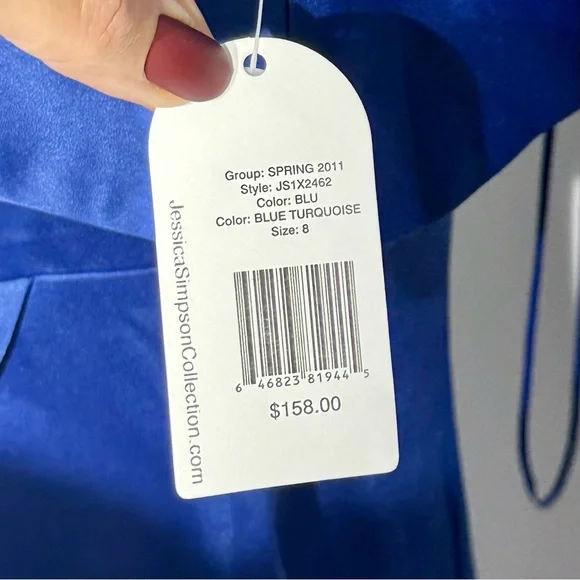 Group: SPRING 2011
Style: JS1X2462
Color: BLU
Color: BLUE TURQUOISE
Size: 8
6 46823 81944 5
$158.00
JessicaSimpsonCollection.com